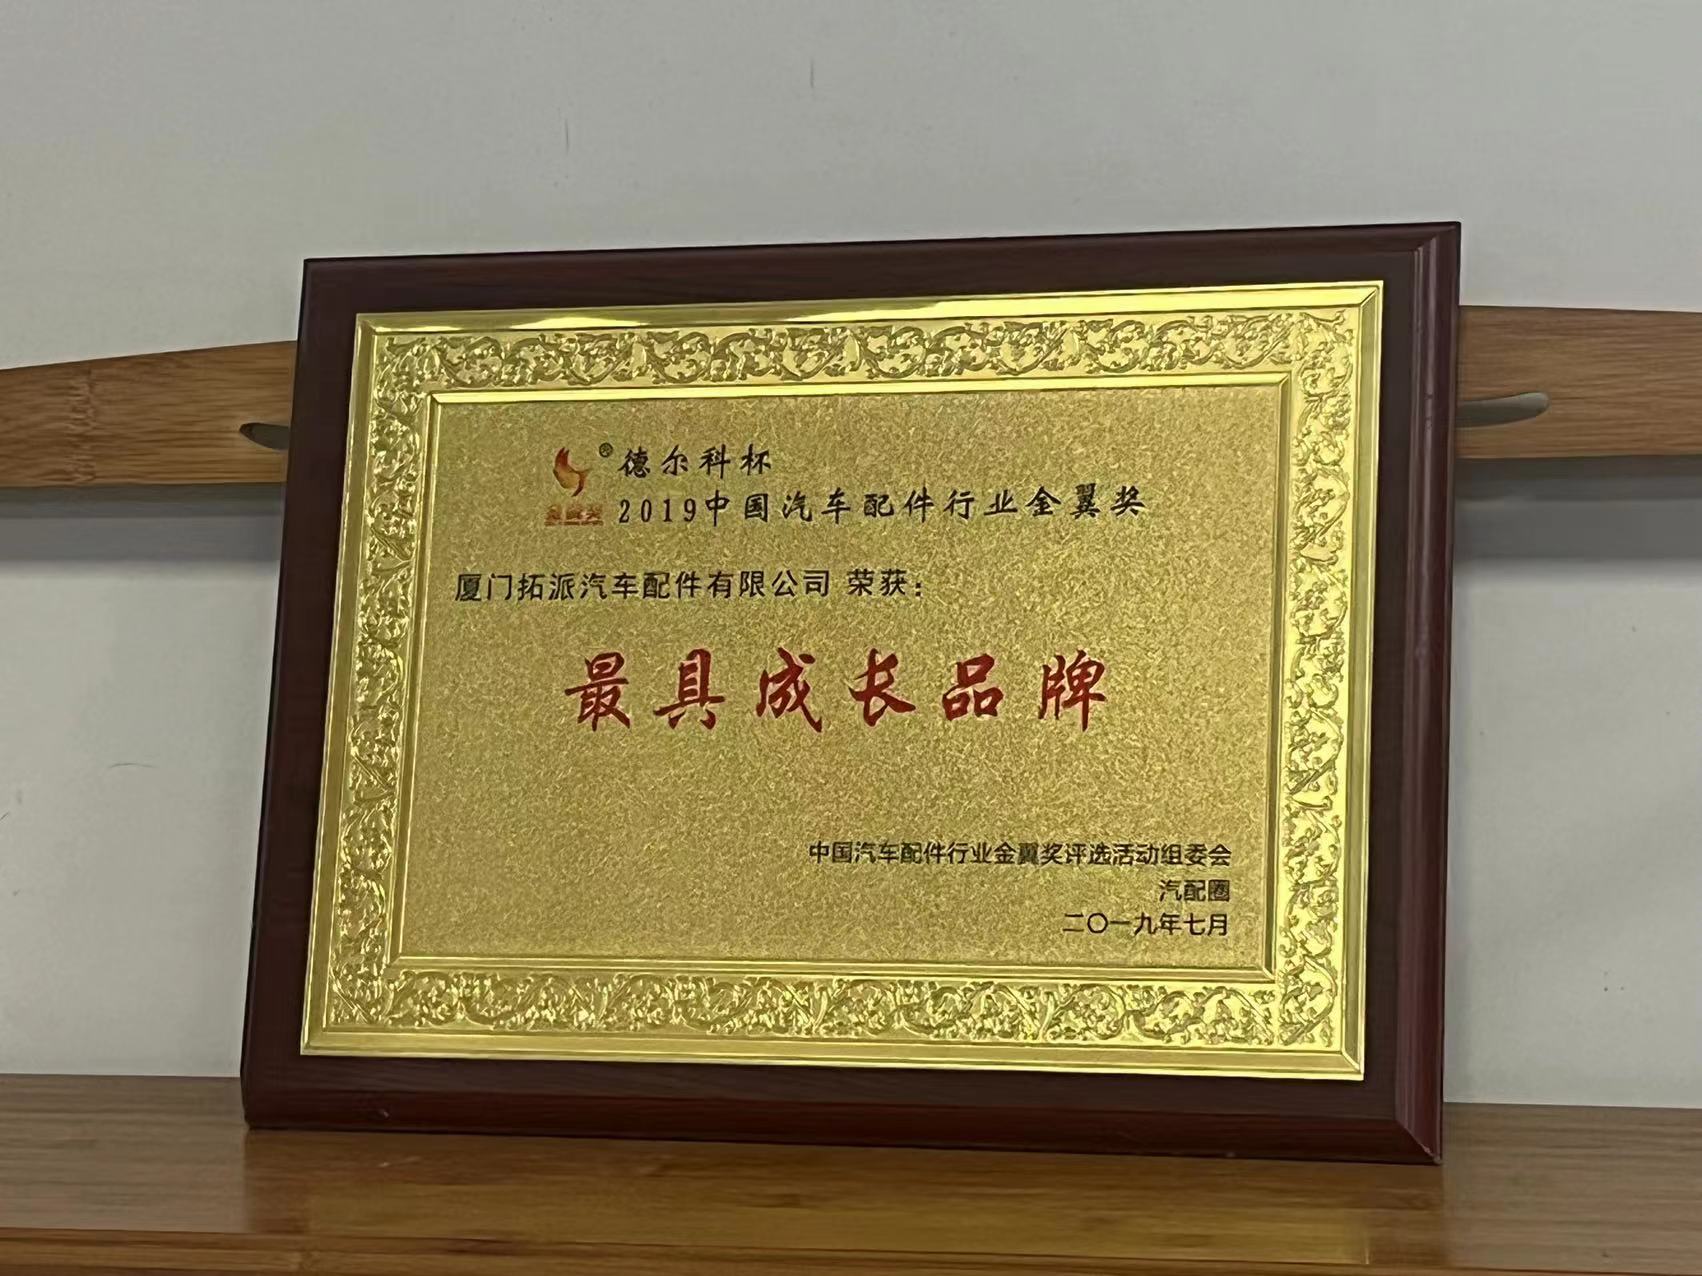 德尔科杯
2019中国汽车配件行业金翼奖
厦门拓派汽车配件有限公司 荣获：
最具成长品牌
中国汽车配件行业金翼奖评选活动组委会
汽配圈
二〇一九年七月